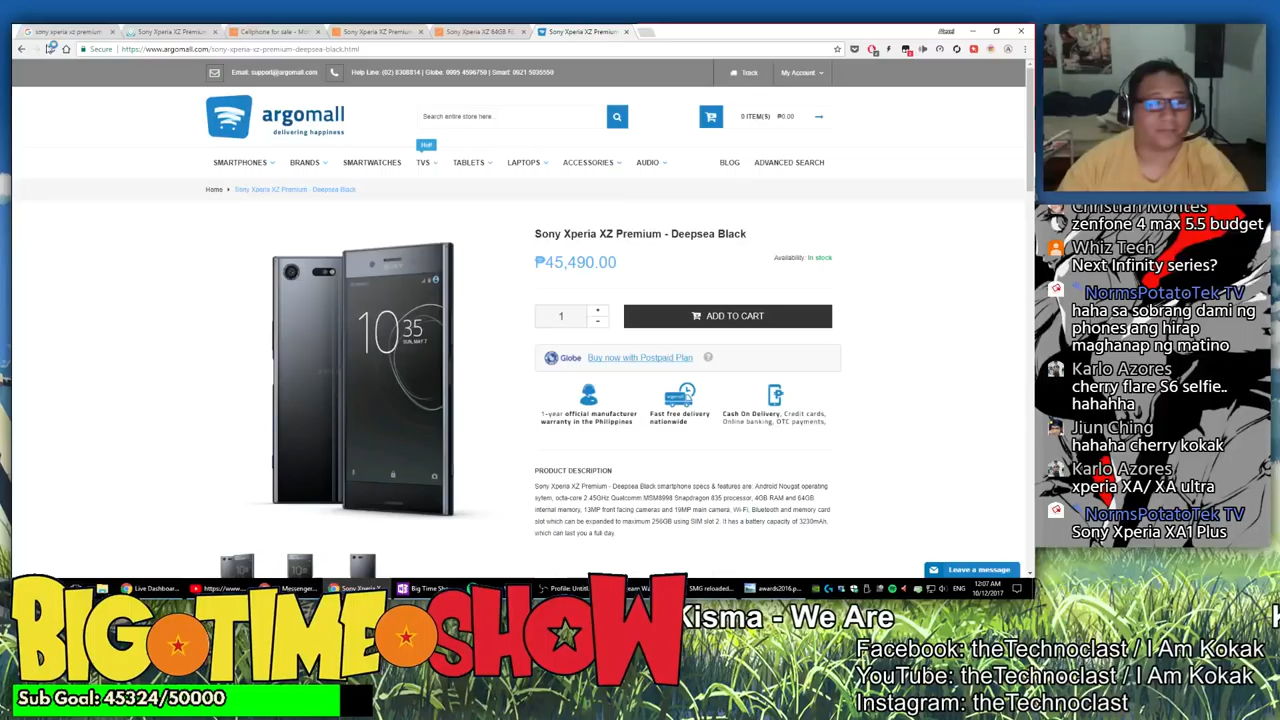 sony xperia xz premium
Sony Xperia XZ Premium
Cellphone for sale - Mo
Sony Xperia XZ Premium
Sony Xperia XZ 64GB F
Sony Xperia XZ Premium
Secure
https://www.argomall.com/sony-xperia-xz-premium-deepsea-black.html
Email: support@argomall.com
Help Line: (02) 8308814 | Globe: 0995 4596750 | Smart: 0921 5935550
Track
My Account
argomall
delivering happiness
Search entire store here...
0 ITEM(S) ₱0.00
Hot!
SMARTPHONES
BRANDS
SMARTWATCHES
TVS
TABLETS
LAPTOPS
ACCESSORIES
AUDIO
BLOG
ADVANCED SEARCH
Home
Sony Xperia XZ Premium - Deepsea Black
Sony Xperia XZ Premium - Deepsea Black
₱45,490.00
Availability: In stock
1
+
-
ADD TO CART
Globe
Buy now with Postpaid Plan
?
1-year official manufacturer
warranty in the Philippines
Fast free delivery
nationwide
Cash On Delivery, Credit cards,
Online banking, OTC payments,
SONY
10 35
SUN, MAY 7
PRODUCT DESCRIPTION
Sony Xperia XZ Premium - Deepsea Black smartphone specs & features are: Android Nougat operating
sytem, octa-core 2.45GHz Qualcomm MSM8998 Snapdragon 835 processor, 4GB RAM and 64GB
internal memory, 13MP front facing cameras and 19MP main camera, Wi-Fi, Bluetooth and memory card
slot which can be expanded to maximum 256GB using SIM slot 2. It has a battery capacity of 3230mAh,
which can last you a full day.
Leave a message
Live Dashboar...
https://www....
Messenger...
Sony Xperia X
Big Time Sh
Profile: Untitl
SMG reloaded...
awards2016.p...
ENG
12:07 AM
10/12/2017
Christian Montes
zenfone 4 max 5.5 budget
Whiz Tech
Next Infinity series?
NormsPotatoTek TV
haha sa sobrang dami ng
phones ang hirap
maghanap ng matino
Karlo Azores
cherry flare S6 selfie..
hahahha
Jiun Ching
hahaha cherry kokak
Karlo Azores
xperia XA/ XA ultra
NormsPotatoTek TV
Sony Xperia XA1 Plus
BIG TIME SHOW
Sub Goal: 45324/50000
Kisma - We Are
Facebook: theTechnoclast / I Am Kokak
YouTube: theTechnoclast / I Am Kokak
Instagram: theTechnoclast